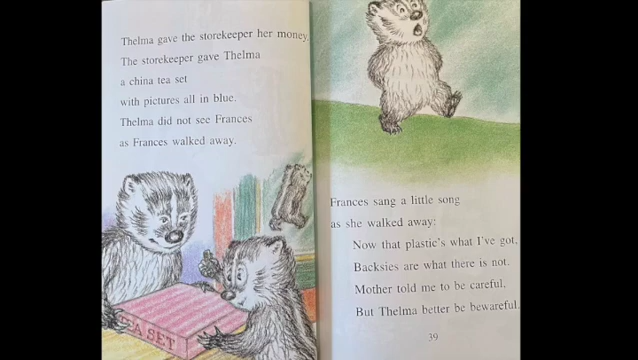 Thelma gave the storekeeper her money.
The storekeeper gave Thelma
a china tea set
with pictures all in blue.
Thelma did not see Frances
as Frances walked away.
TEA SET
Frances sang a little song
as she walked away:
Now that plastic's what I've got,
Backsies are what there is not.
Mother told me to be careful,
But Thelma better be bewareful.
39